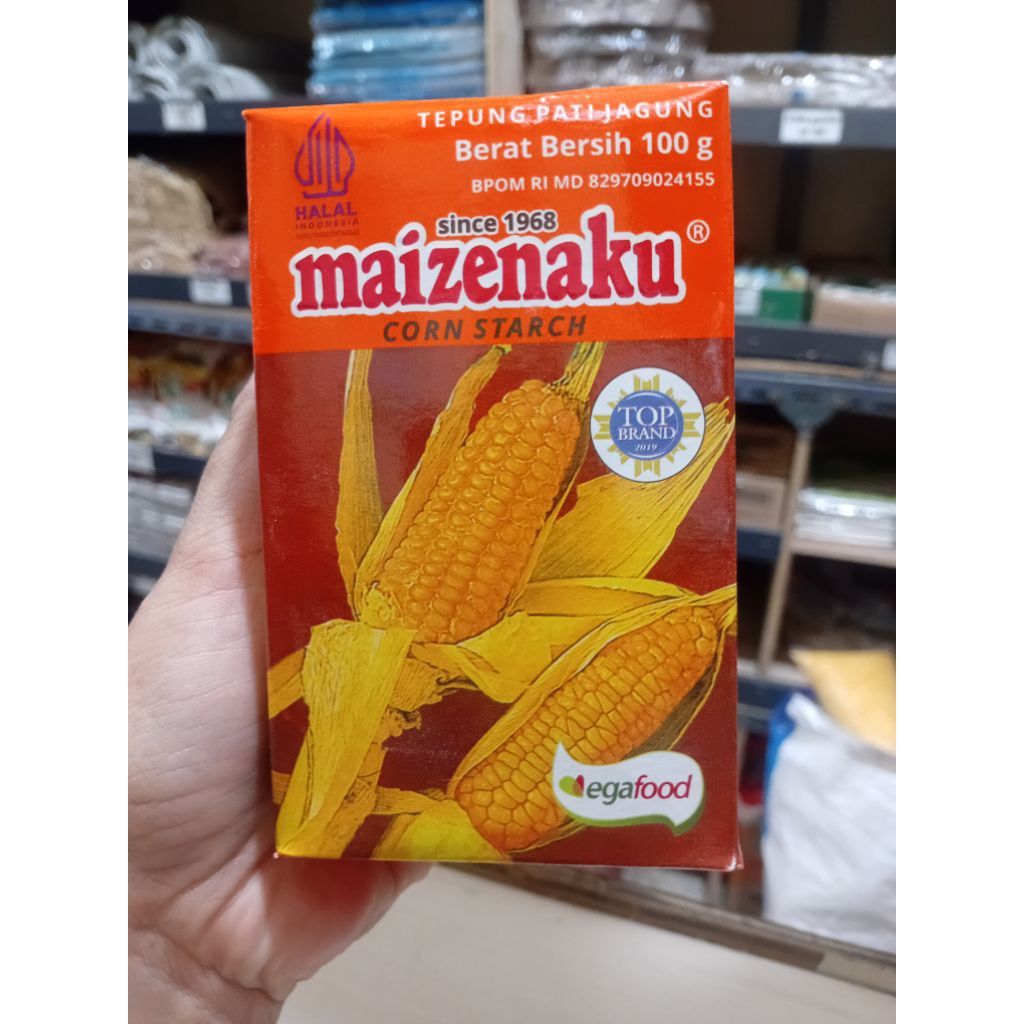 TEPUNG PATI JAGUNG
Berat Bersih 100 g
BPOM RI MD 829709024155
HALAL
INDONESIA
since 1968
maizenaku®
CORN STARCH
TOP
BRAND
2019
egafood